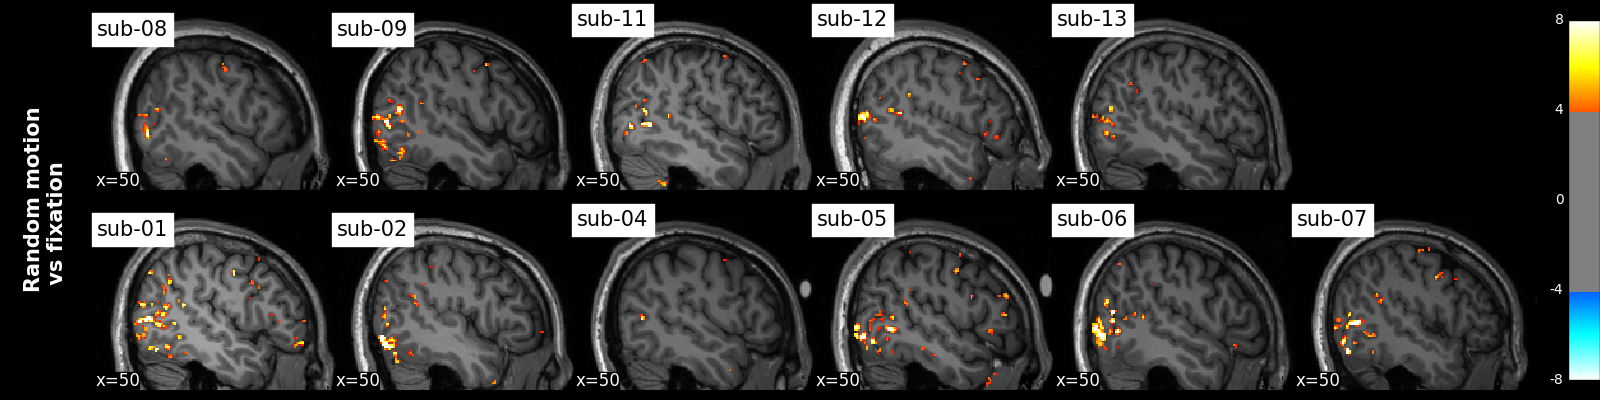 Random motion
vs fixation
sub-08
sub-09
sub-11
sub-12
sub-13
x=50
x=50
x=50
x=50
x=50
sub-01
sub-02
sub-04
sub-05
sub-06
sub-07
x=50
x=50
x=50
x=50
x=50
x=50
8
4
0
-4
-8